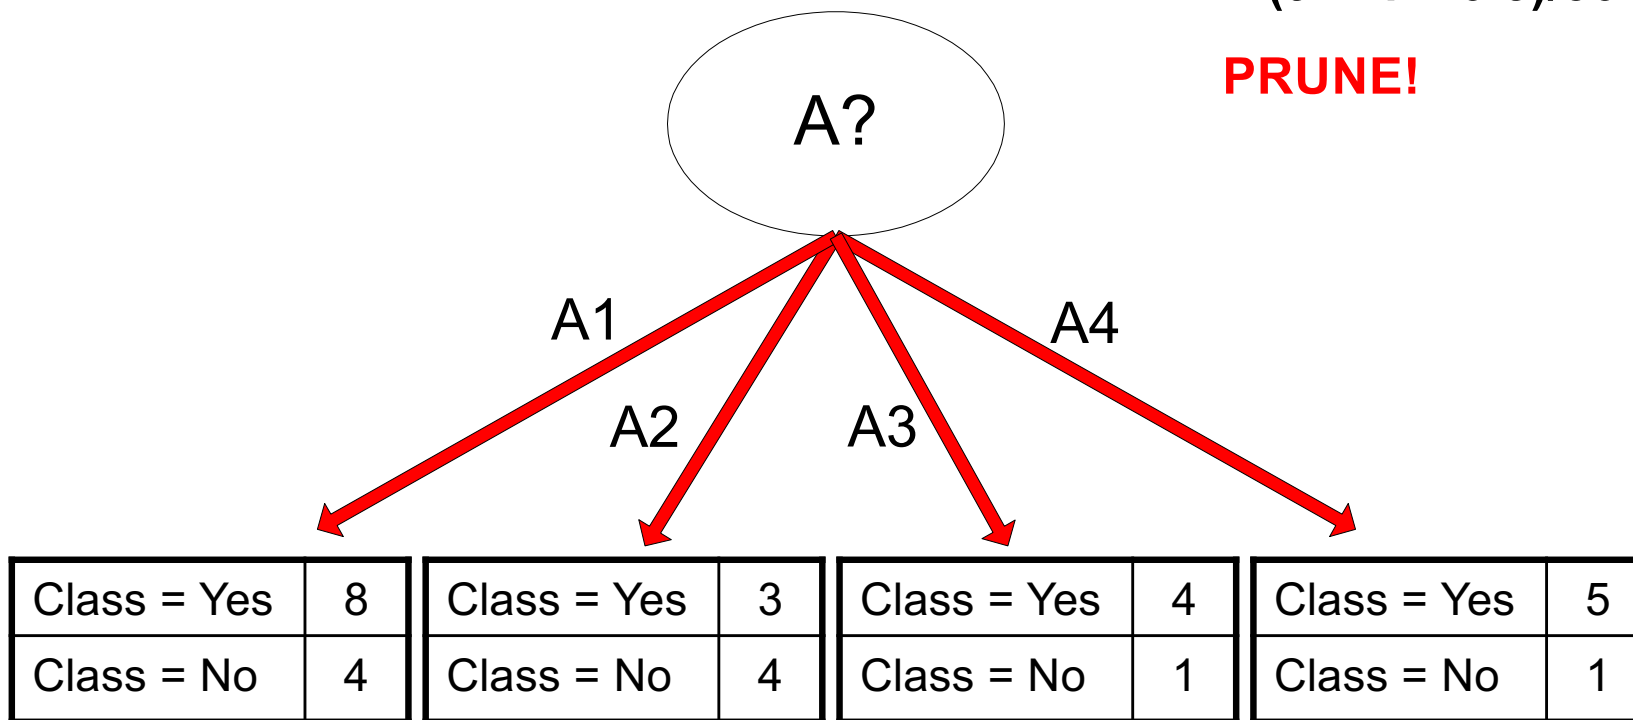 PRUNE!
A?
A1
A4
A2
A3
Class = Yes 8
Class = No 4
Class = Yes 3
Class = No 4
Class = Yes 4
Class = No 1
Class = Yes 5
Class = No 1